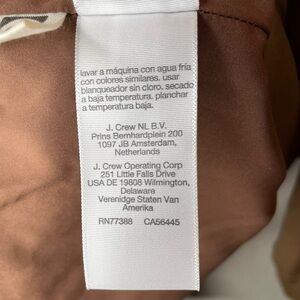 lavar a máquina con agua fría
con colores similares. usar
blanqueador sin cloro. secado
a baja temperatura. planchar
a temperatura baja.
J. Crew NL B.V.
Prins Bernhardplein 200
1097 JB Amsterdam,
Netherlands
J. Crew Operating Corp
251 Little Falls Drive
USA DE 19808 Wilmington,
Delaware
Verenidge Staten Van
Amerika
RN77388 CA56445